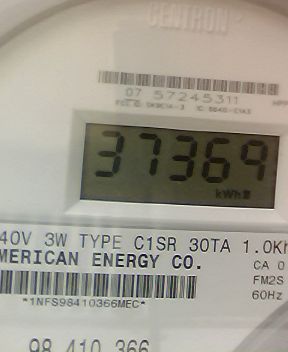 CENTRON
07 57245311
37369
kWh
40V 3W TYPE C1SR 30TA 1.0Kh
MERICAN ENERGY CO.
CA 0
FM2S
60Hz
*1NFS98410366MEC*
98 410 366